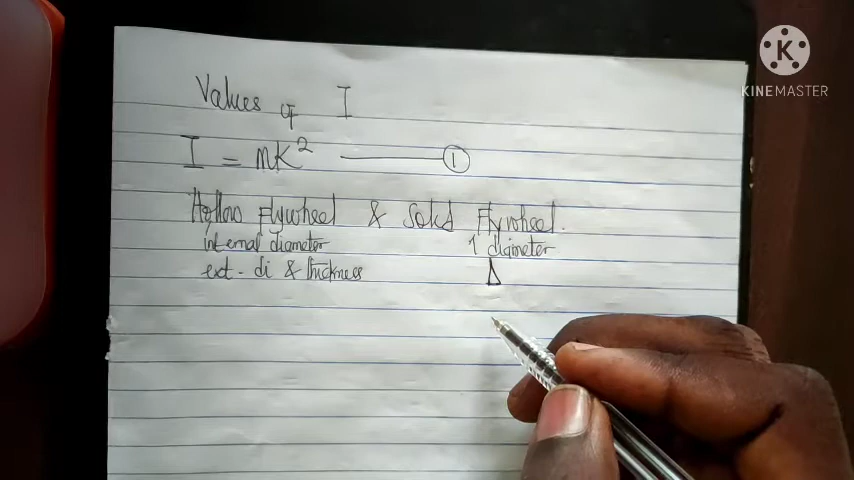 Values of I
I = mK² ——— ①
Hollow Flywheel & Solid Flywheel.
internal diameter 1 diameter
ext - di & thickness D
K
KINEMASTER